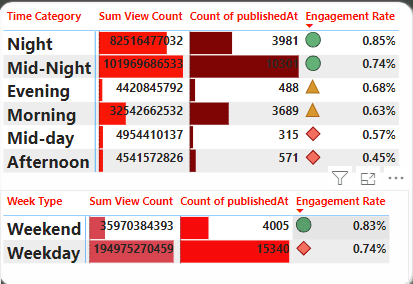 Time Category Sum View Count Count of publishedAt Engagement Rate
Night 82516477032 3981 0.85%
Mid-Night 101969686533 10301 0.74%
Evening 4420845792 488 0.68%
Morning 32542662532 3689 0.63%
Mid-day 4954410137 315 0.57%
Afternoon 4541572826 571 0.45%
Week Type Sum View Count Count of publishedAt Engagement Rate
Weekend 35970384393 4005 0.83%
Weekday 194975270459 15340 0.74%